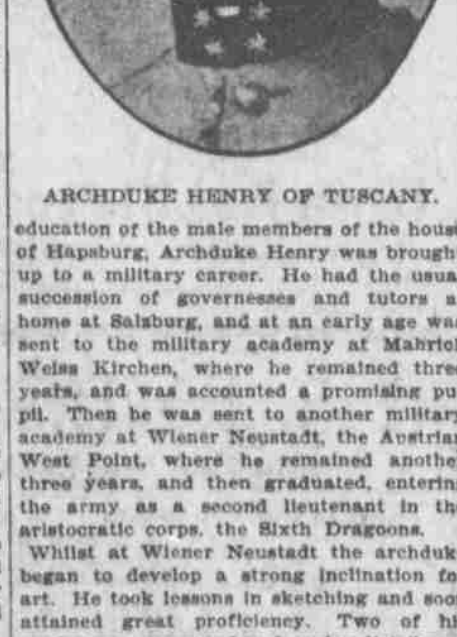 ARCHDUKE HENRY OF TUSCANY.
education of the male members of the hous
of Hapsburg, Archduke Henry was brough
up to a military career. He had the usua
succession of governesses and tutors a
home at Salzburg, and at an early age wa
sent to the military academy at Mahrich
Weiss Kirchen, where he remained three
years, and was accounted a promising pu
pil. Then he was sent to another military
academy at Wiener Neustadt, the Austrian
West Point, where he remained anothe
three years, and then graduated, enterin
the army as a second lieutenant in the
aristocratic corps, the Sixth Dragoons.
Whilst at Wiener Neustadt the archduk
began to develop a strong inclination fo
art. He took lessons in sketching and soon
attained great proficiency. Two of hi